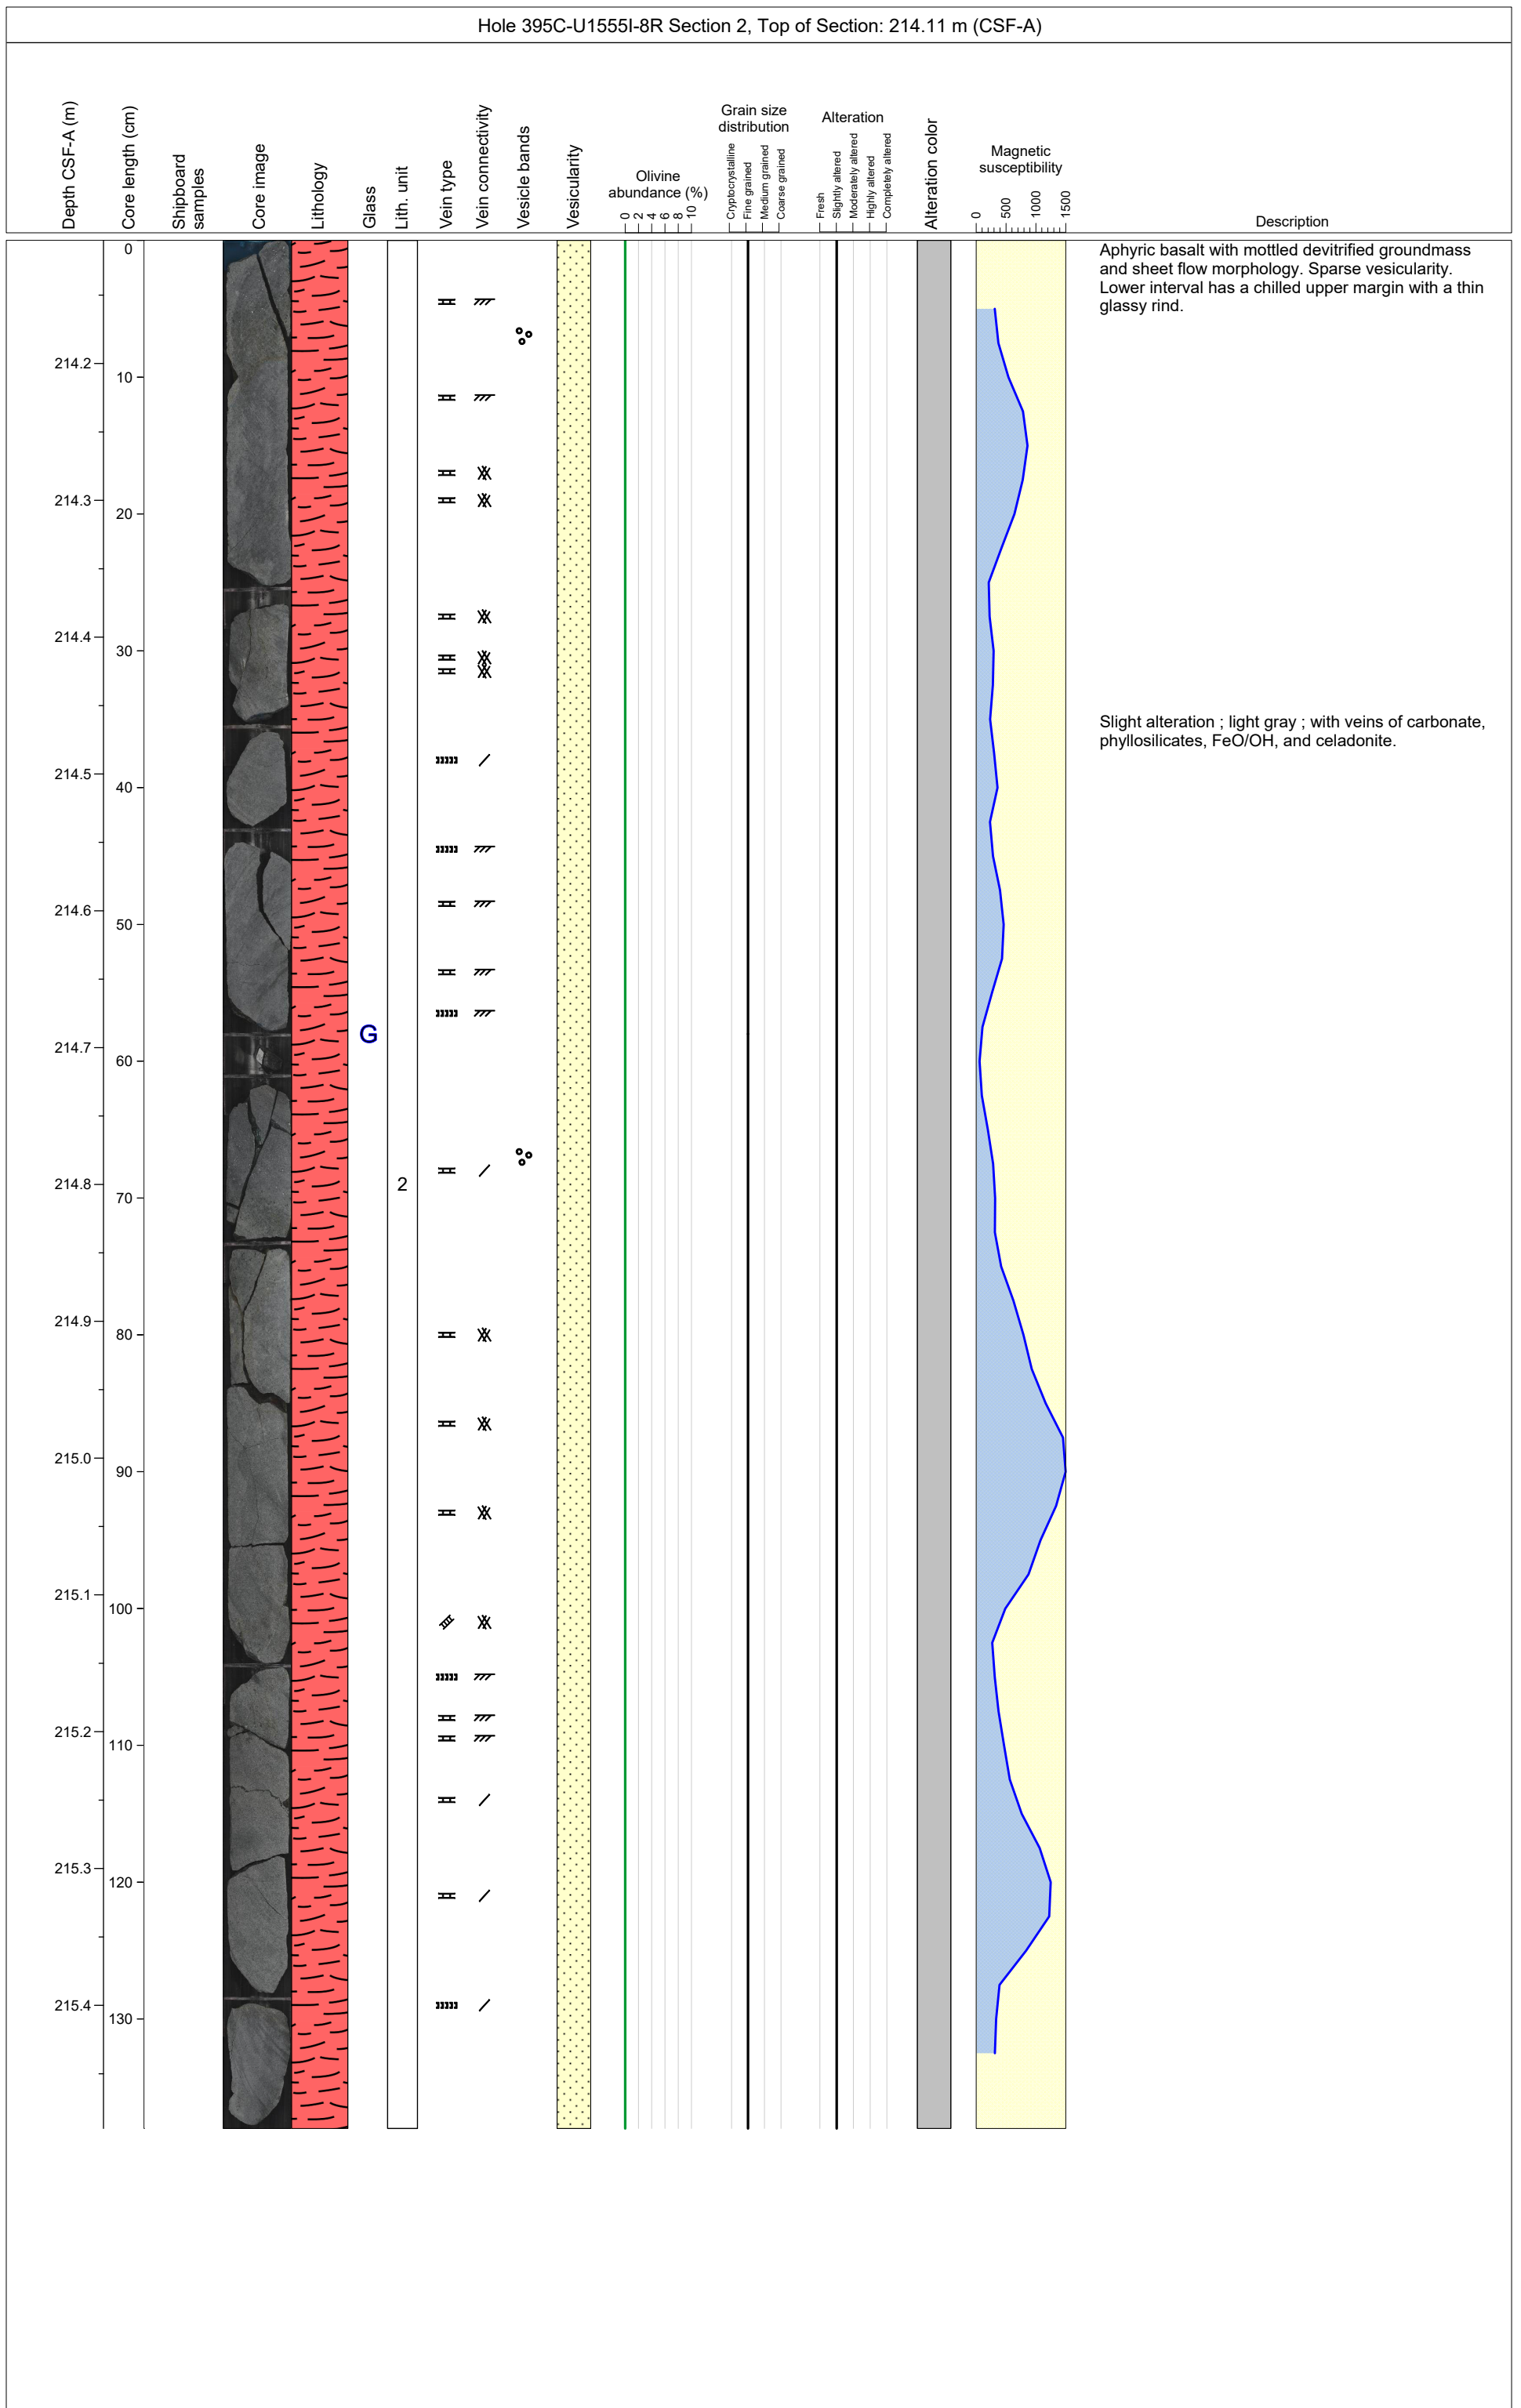 Hole 395C-U1555I-8R Section 2, Top of Section: 214.11 m (CSF-A)
Depth CSF-A (m)
Core length (cm)
Shipboard
samples
Core image
Lithology
Glass
Lith. unit
Vein type
Vein connectivity
Vesicle bands
Vesicularity
Olivine
abundance (%)
0
2
4
6
8
10
Grain size
distribution
Cryptocrystalline
Fine grained
Medium grained
Coarse grained
Alteration
Fresh
Slightly altered
Moderately altered
Highly altered
Completely altered
Alteration color
Magnetic
susceptibility
0
500
1000
1500
Description
0
Aphyric basalt with mottled devitrified groundmass
and sheet flow morphology. Sparse vesicularity.
Lower interval has a chilled upper margin with a thin
glassy rind.
214.2
10
214.3
20
214.4
30
Slight alteration ; light gray ; with veins of carbonate,
phyllosilicates, FeO/OH, and celadonite.
214.5
40
214.6
50
G
214.7
60
214.8
2
70
214.9
80
215.0
90
215.1
100
215.2
110
215.3
120
215.4
130